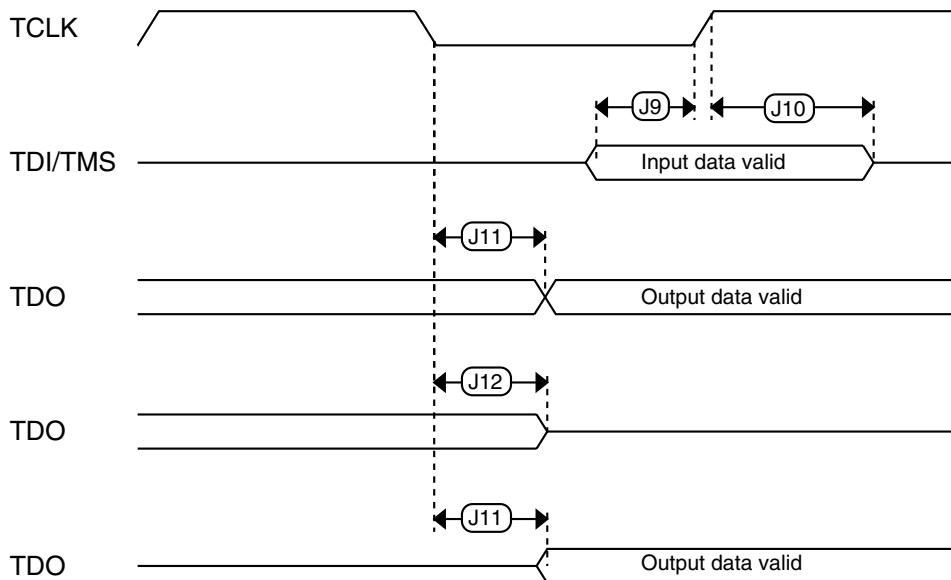 TCLK
J9
J10
TDI/TMS
Input data valid
J11
TDO
Output data valid
J12
TDO
J11
TDO
Output data valid